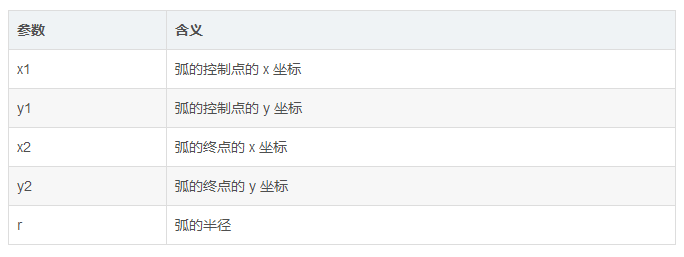 参数 含义
x1 弧的控制点的 x 坐标
y1 弧的控制点的 y 坐标
x2 弧的终点的 x 坐标
y2 弧的终点的 y 坐标
r 弧的半径